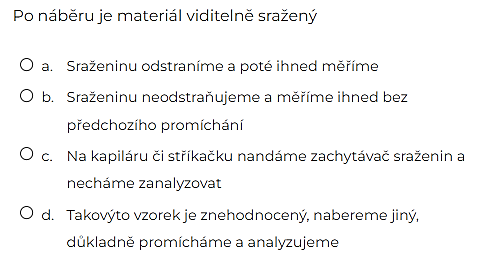 Po náběru je materiál viditelně sražený
a. Sraženinu odstraníme a poté ihned měříme
b. Sraženinu neodstraňujeme a měříme ihned bez
předchozího promíchání
c. Na kapiláru či stříkačku nandáme zachytávač sraženin a
necháme zanalyzovat
d. Takovýto vzorek je znehodnocený, nabereme jiný,
důkladně promícháme a analyzujeme